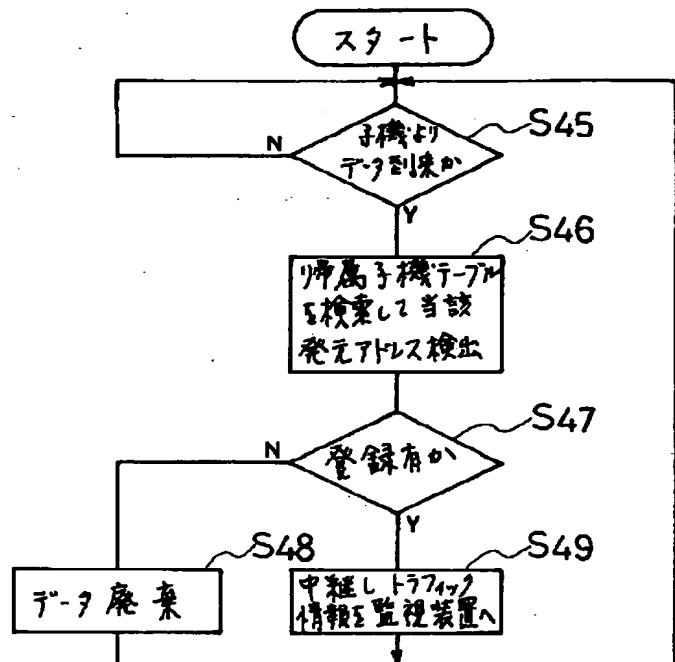 スタート
子機より
データ到来か
S45
N
Y
S46
帰属子機テーブル
を検索して当該
発元アドレス検出
S47
登録有か
N
Y
S48
データ廃棄
S49
中継しトラフィック
情報を監視装置へ